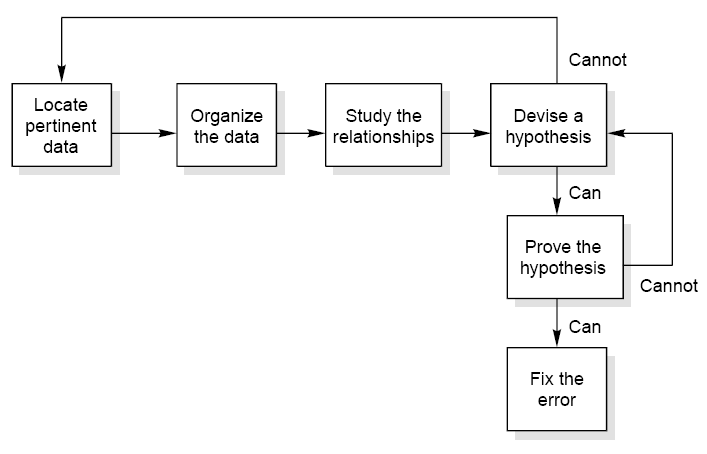 Cannot
Locate
pertinent
data
Organize
the data
Study the
relationships
Devise a
hypothesis
Can
Prove the
hypothesis
Cannot
Can
Fix the
error